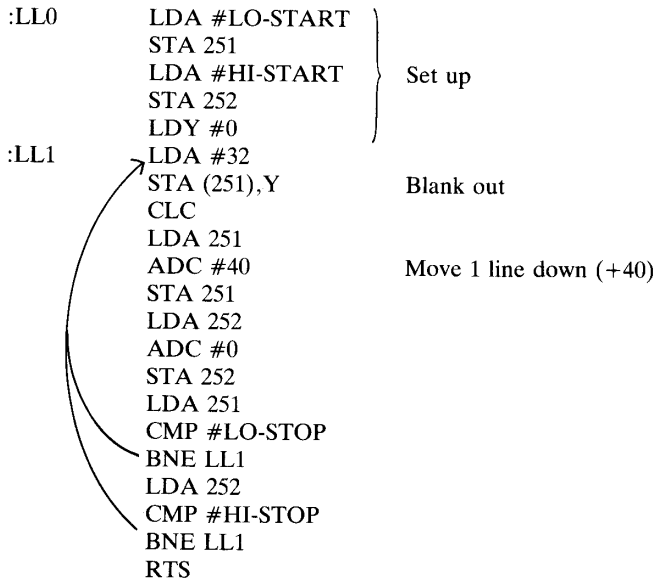 :LL0 LDA #LO-START
STA 251
LDA #HI-START Set up
STA 252
LDY #0
:LL1 LDA #32
STA (251),Y Blank out
CLC
LDA 251
ADC #40 Move 1 line down (+40)
STA 251
LDA 252
ADC #0
STA 252
LDA 251
CMP #LO-STOP
BNE LL1
LDA 252
CMP #HI-STOP
BNE LL1
RTS